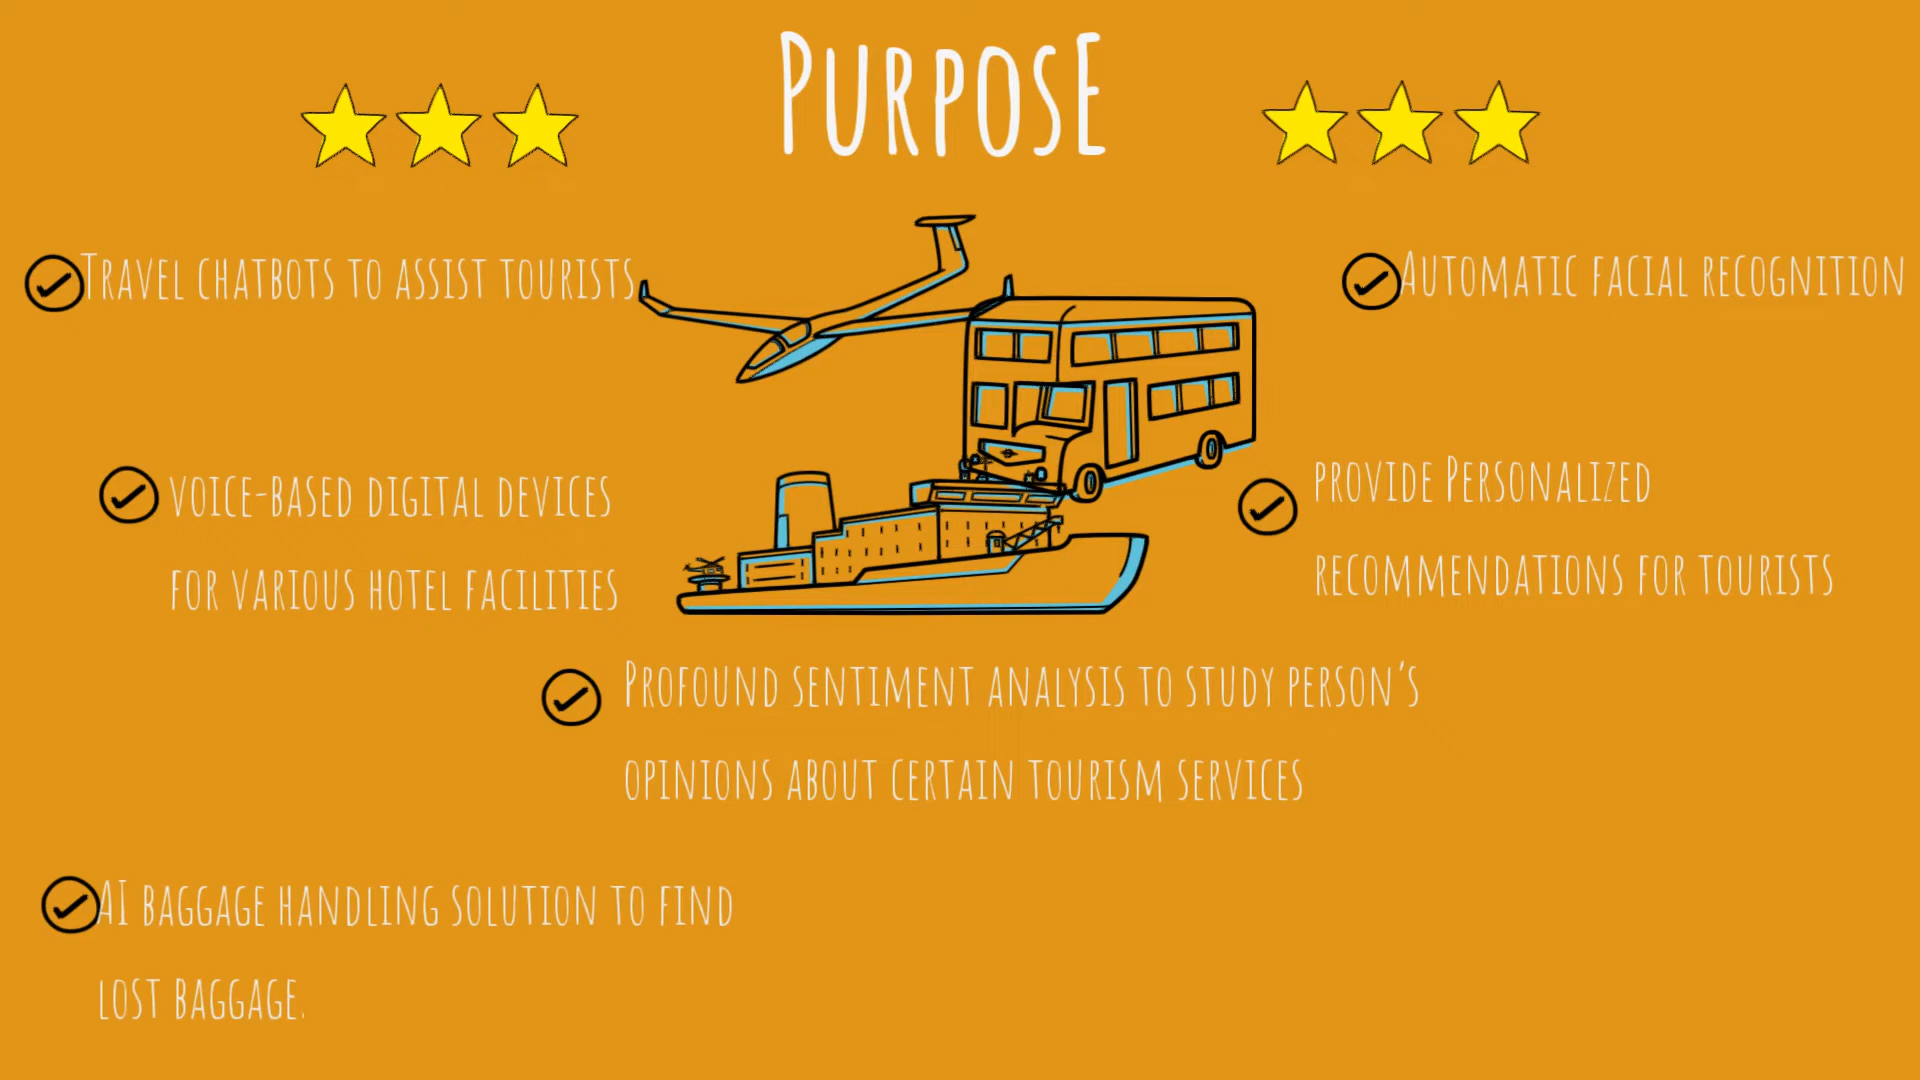 PURPOSE
TRAVEL CHATBOTS TO ASSIST TOURISTS
AUTOMATIC FACIAL RECOGNITION
VOICE-BASED DIGITAL DEVICES
FOR VARIOUS HOTEL FACILITIES
PROVIDE PERSONALIZED
RECOMMENDATIONS FOR TOURISTS
PROFOUND SENTIMENT ANALYSIS TO STUDY PERSON'S
OPINIONS ABOUT CERTAIN TOURISM SERVICES
AI BAGGAGE HANDLING SOLUTION TO FIND
LOST BAGGAGE.